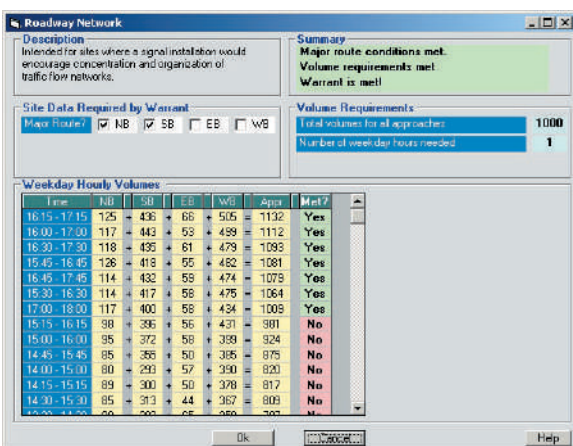 Roadway Network
Description
Intended for sites where a signal installation would
encourage concentration and organization of
traffic flow networks.
Summary
Major route conditions met.
Volume requirements met
Warrant is met!
Site Data Required by Warrant
Major Route? NB SB EB WB
Volume Requirements
Total volumes for all approaches 1000
Number of weekday hours needed 1
Weekday Hourly Volumes
Time NB SB EB WB Appr Met?
16:15 - 17:15 125 + 436 + 66 + 505 = 1132 Yes
16:00 - 17:00 117 + 443 + 53 + 499 = 1112 Yes
16:30 - 17:30 118 + 435 + 61 + 479 = 1093 Yes
15:45 - 16:45 126 + 418 + 55 + 482 = 1081 Yes
16:45 - 17:45 114 + 432 + 59 + 474 = 1079 Yes
15:30 - 16:30 114 + 417 + 58 + 475 = 1064 Yes
17:00 - 18:00 117 + 400 + 58 + 434 = 1009 Yes
15:15 - 16:15 98 + 396 + 56 + 431 = 981 No
15:00 - 16:00 95 + 372 + 58 + 399 = 924 No
14:45 - 15:45 85 + 355 + 50 + 385 = 875 No
14:00 - 15:00 80 + 293 + 57 + 390 = 820 No
14:15 - 15:15 89 + 300 + 50 + 378 = 817 No
14:30 - 15:30 85 + 313 + 44 + 367 = 809 No
Ok Cancel Help